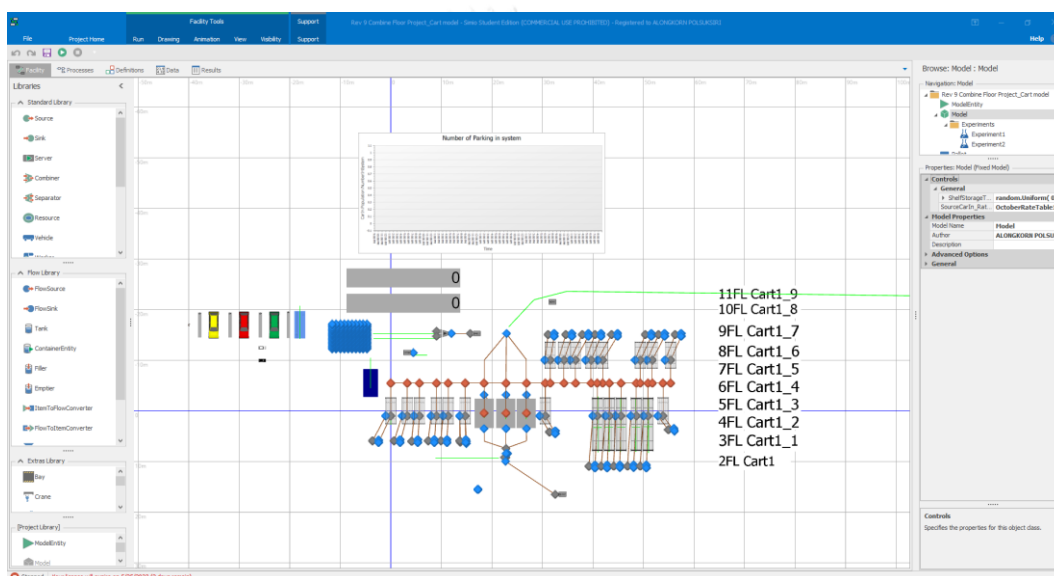 Facility Tools
Support
Rev 9 Combine Floor Project_Cart model - Simio Student Edition [COMMERCIAL USE PROHIBITED] - Registered to ALONGKORN POLSUKSIRI
File
Project Home
Run
Drawing
Animation
View
Visibility
Support
Help
Facility
Processes
Definitions
Data
Results
Libraries
Standard Library
Source
Sink
Server
Combiner
Separator
Resource
Vehicle
Flow Library
FlowSource
FlowSink
Tank
ContainerEntity
Filler
Emptier
ItemToFlowConverter
FlowToItemConverter
Extras Library
Bay
Crane
[Project Library]
ModelEntity
Model
Number of Parking in system
Time
0
0
11FL Cart1_9
10FL Cart1_8
9FL Cart1_7
8FL Cart1_6
7FL Cart1_5
6FL Cart1_4
5FL Cart1_3
4FL Cart1_2
3FL Cart1_1
2FL Cart1
Browse: Model : Model
Navigation: Model
Rev 9 Combine Floor Project_Cart model
ModelEntity
Model
Experiments
Experiment1
Experiment2
Properties: Model (Fixed Model)
Controls
General
ShelfStorageT... random.Uniform( 0
SourceCarIn_Rat... OctoberRateTable
Model Properties
Model Name Model
Author ALONGKORN POLSU
Description
Advanced Options
General
Controls
Specifies the properties for this object class.